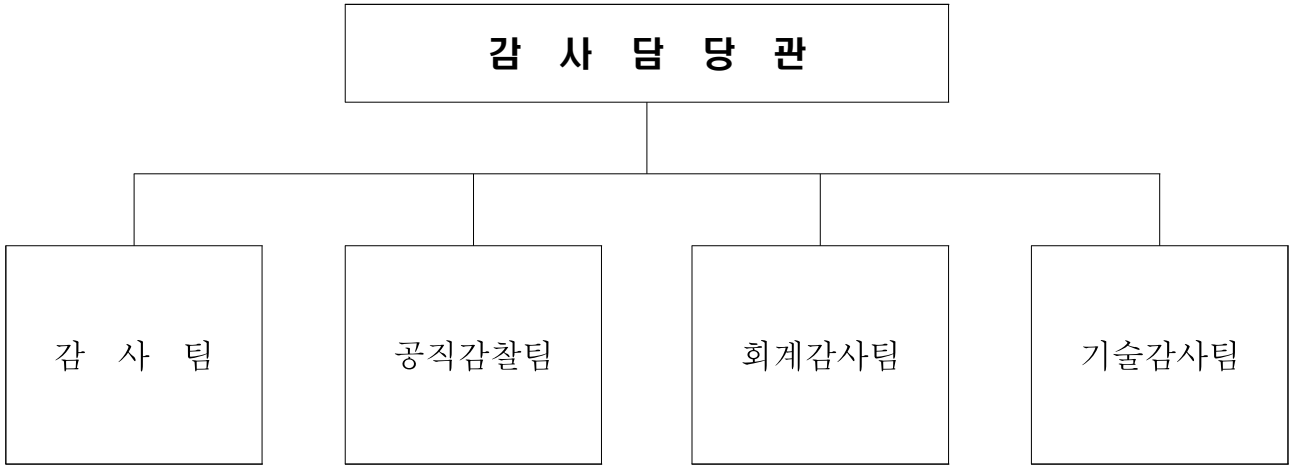 감 사 담 당 관
감 사 팀
공직감찰팀
회계감사팀
기술감사팀